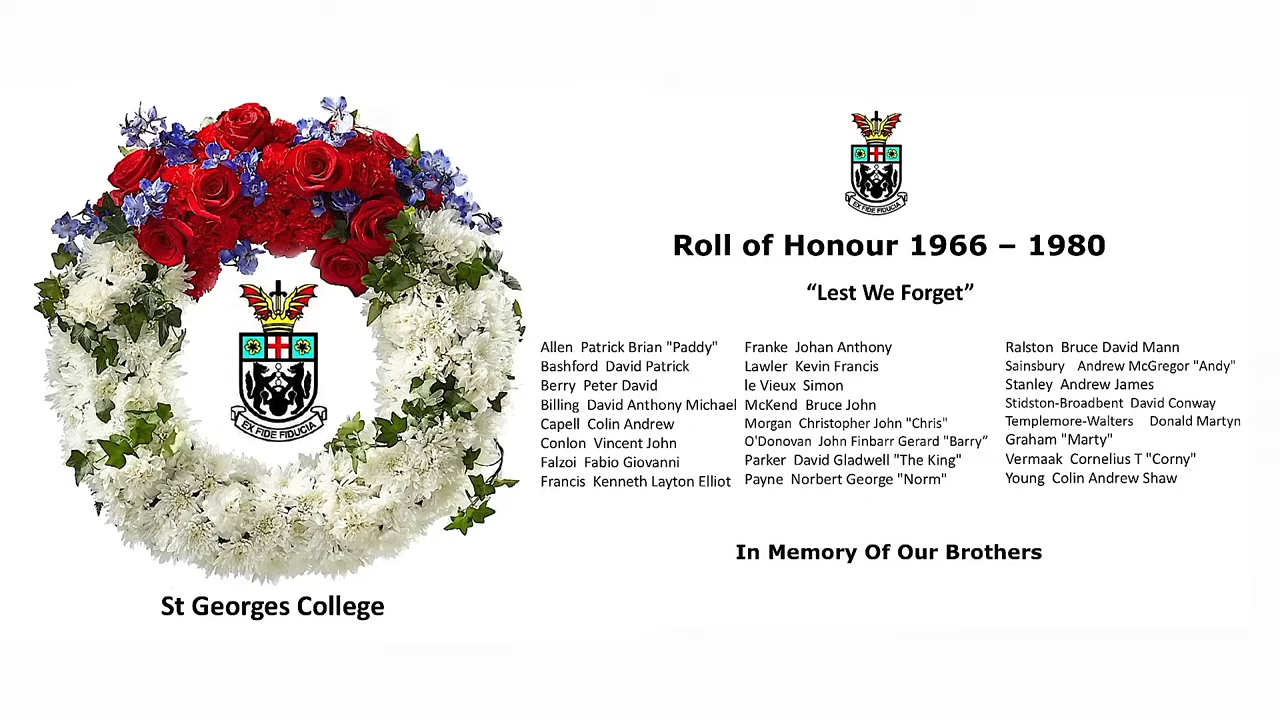 EX FIDE FIDUCIA
St Georges College
EX FIDE FIDUCIA
Roll of Honour 1966 – 1980
“Lest We Forget”
Allen  Patrick Brian "Paddy"
Bashford  David Patrick
Berry  Peter David
Billing  David Anthony Michael
Capell  Colin Andrew
Conlon  Vincent John
Falzoi  Fabio Giovanni
Francis  Kenneth Layton Elliot
Franke  Johan Anthony
Lawler  Kevin Francis
le Vieux  Simon
McKend  Bruce John
Morgan  Christopher John "Chris"
O'Donovan  John Finbarr Gerard "Barry”
Parker  David Gladwell "The King"
Payne  Norbert George "Norm"
Ralston  Bruce David Mann
Sainsbury   Andrew McGregor "Andy"
Stanley  Andrew James
Stidston-Broadbent  David Conway
Templemore-Walters    Donald Martyn
Graham "Marty"
Vermaak  Cornelius T "Corny"
Young  Colin Andrew Shaw
In Memory Of Our Brothers